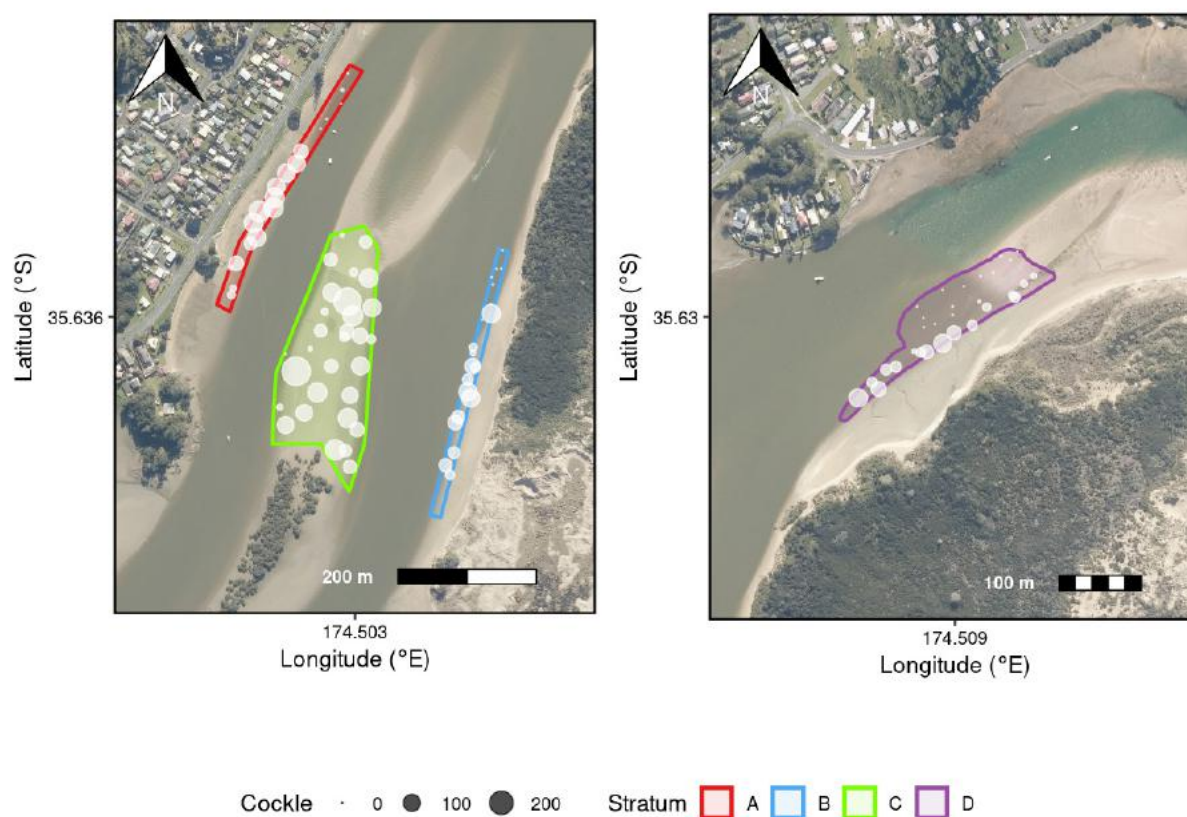 N
N
Latitude (°S)
35.636
200 m
174.503
Longitude (°E)
Latitude (°S)
35.63
100 m
174.509
Longitude (°E)
Cockle 0 100 200 Stratum A B C D